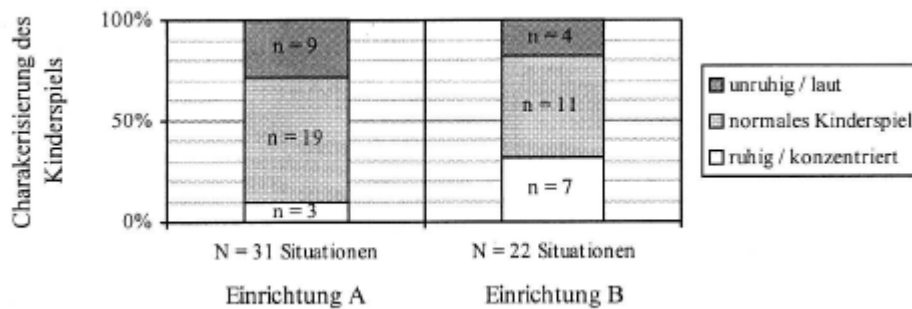 Charakerisierung des
Kinderspiels
100%
50%
0%
n = 9
n = 19
n = 3
n = 4
n = 11
n = 7
unruhig / laut
normales Kinderspiel
ruhig / konzentriert
N = 31 Situationen
N = 22 Situationen
Einrichtung A
Einrichtung B